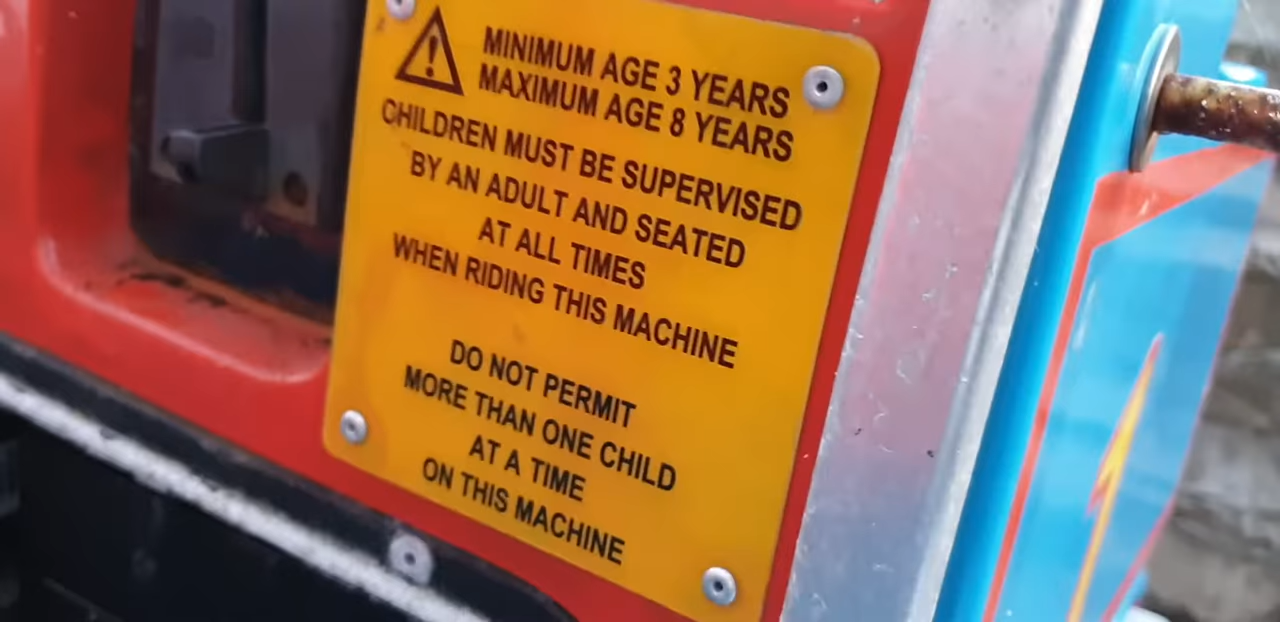 MINIMUM AGE 3 YEARS
MAXIMUM AGE 8 YEARS
CHILDREN MUST BE SUPERVISED
BY AN ADULT AND SEATED
AT ALL TIMES
WHEN RIDING THIS MACHINE
DO NOT PERMIT
MORE THAN ONE CHILD
AT A TIME
ON THIS MACHINE